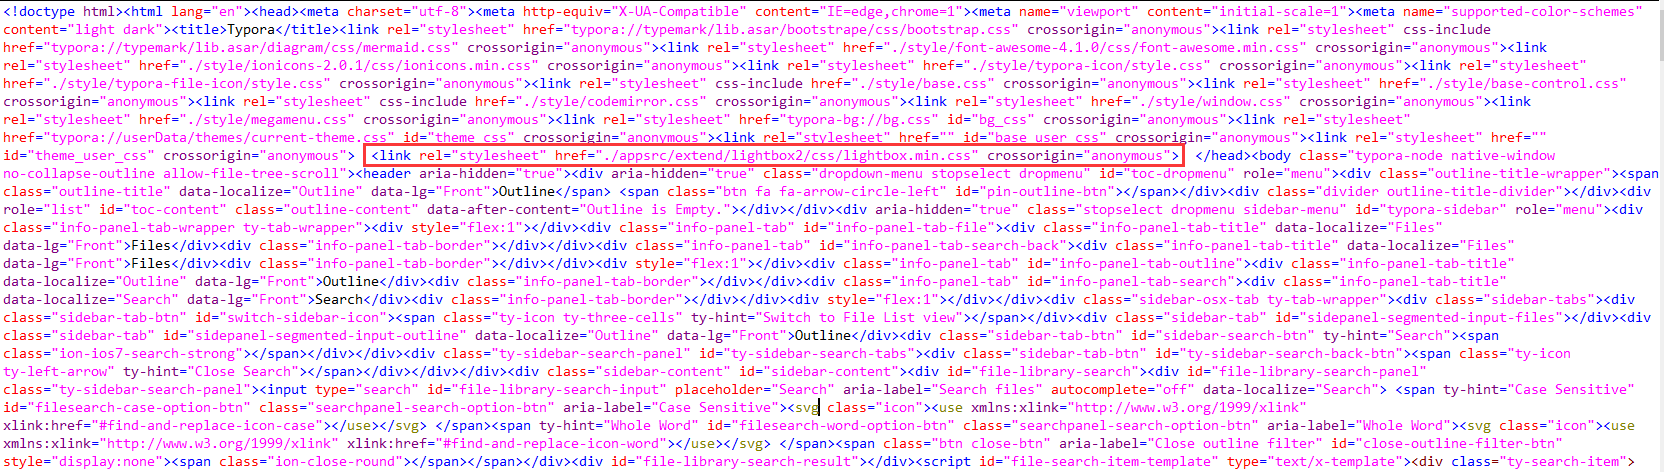 <!doctype html><html lang="en"><head><meta charset="utf-8"><meta http-equiv="X-UA-Compatible" content="IE=edge,chrome=1"><meta name="viewport" content="initial-scale=1"><meta name="supported-color-schemes"
content="light dark"><title>Typora</title><link rel="stylesheet" href="typora://typemark/lib.asar/bootstrape/css/bootstrap.css" crossorigin="anonymous"><link rel="stylesheet" css-include
href="typora://typemark/lib.asar/diagram/css/mermaid.css" crossorigin="anonymous"><link rel="stylesheet" href="./style/font-awesome-4.1.0/css/font-awesome.min.css" crossorigin="anonymous"><link
rel="stylesheet" href="./style/ionicons-2.0.1/css/ionicons.min.css" crossorigin="anonymous"><link rel="stylesheet" href="./style/typora-icon/style.css" crossorigin="anonymous"><link rel="stylesheet"
href="./style/typora-file-icon/style.css" crossorigin="anonymous"><link rel="stylesheet" css-include href="./style/base.css" crossorigin="anonymous"><link rel="stylesheet" href="./style/base-control.css"
crossorigin="anonymous"><link rel="stylesheet" css-include href="./style/codemirror.css" crossorigin="anonymous"><link rel="stylesheet" href="./style/window.css" crossorigin="anonymous"><link
rel="stylesheet" href="./style/megamenu.css" crossorigin="anonymous"><link rel="stylesheet" href="typora-bg://bg.css" id="bg_css" crossorigin="anonymous"><link rel="stylesheet"
href="typora://userData/themes/current-theme.css" id="theme_css" crossorigin="anonymous"><link rel="stylesheet" href="" id="base_user_css" crossorigin="anonymous"><link rel="stylesheet" href=""
id="theme_user_css" crossorigin="anonymous"> <link rel="stylesheet" href="./appsrc/extend/lightbox2/css/lightbox.min.css" crossorigin="anonymous"> </head><body class="typora-node native-window
no-collapse-outline allow-file-tree-scroll"><header aria-hidden="true"><div aria-hidden="true" class="dropdown-menu stopselect dropmenu" id="toc-dropmenu" role="menu"><div class="outline-title-wrapper"><span
class="outline-title" data-localize="Outline" data-lg="Front">Outline</span> <span class="btn fa fa-arrow-circle-left" id="pin-outline-btn"></span></div><div class="divider outline-title-divider"></div><div
role="list" id="toc-content" class="outline-content" data-after-content="Outline is Empty."></div></div><div aria-hidden="true" class="stopselect dropmenu sidebar-menu" id="typora-sidebar" role="menu"><div
class="info-panel-tab-wrapper ty-tab-wrapper"><div style="flex:1"></div><div class="info-panel-tab" id="info-panel-tab-file"><div class="info-panel-tab-title" data-localize="Files"
data-lg="Front">Files</div><div class="info-panel-tab-border"></div></div><div class="info-panel-tab" id="info-panel-tab-search-back"><div class="info-panel-tab-title" data-localize="Files"
data-lg="Front">Files</div><div class="info-panel-tab-border"></div></div><div style="flex:1"></div><div class="info-panel-tab" id="info-panel-tab-outline"><div class="info-panel-tab-title"
data-localize="Outline" data-lg="Front">Outline</div><div class="info-panel-tab-border"></div></div><div class="info-panel-tab" id="info-panel-tab-search"><div class="info-panel-tab-title"
data-localize="Search" data-lg="Front">Search</div><div class="info-panel-tab-border"></div></div><div style="flex:1"></div></div><div class="sidebar-osx-tab ty-tab-wrapper"><div class="sidebar-tabs"><div
class="sidebar-tab-btn" id="switch-sidebar-icon"><span class="ty-icon ty-three-cells" ty-hint="Switch to File List view"></span></div><div class="sidebar-tab" id="sidepanel-segmented-input-files"></div><div
class="sidebar-tab" id="sidepanel-segmented-input-outline" data-localize="Outline" data-lg="Front">Outline</div><div class="sidebar-tab-btn" id="sidebar-search-btn" ty-hint="Search"><span
class="ion-ios7-search-strong"></span></div></div><div class="ty-sidebar-search-panel" id="ty-sidebar-search-tabs"><div class="sidebar-tab-btn" id="ty-sidebar-search-back-btn"><span class="ty-icon
ty-left-arrow" ty-hint="Close Search"></span></div></div></div><div class="sidebar-content" id="sidebar-content"><div id="file-library-search"><div id="file-library-search-panel"
class="ty-sidebar-search-panel"><input type="search" id="file-library-search-input" placeholder="Search" aria-label="Search files" autocomplete="off" data-localize="Search"> <span ty-hint="Case Sensitive"
id="filesearch-case-option-btn" class="searchpanel-search-option-btn" aria-label="Case Sensitive"><svg class="icon"><use xmlns:xlink="http://www.w3.org/1999/xlink"
xlink:href="#find-and-replace-icon-case"></use></svg> </span><span ty-hint="Whole Word" id="filesearch-word-option-btn" class="searchpanel-search-option-btn" aria-label="Whole Word"><svg class="icon"><use
xmlns:xlink="http://www.w3.org/1999/xlink" xlink:href="#find-and-replace-icon-word"></use></svg> </span><span class="btn close-btn" aria-label="Close outline filter" id="close-outline-filter-btn"
style="display:none"><span class="ion-close-round"></span></span></div><div id="file-library-search-result"></div><script id="file-search-item-template" type="text/x-template"><div class="ty-search-item">